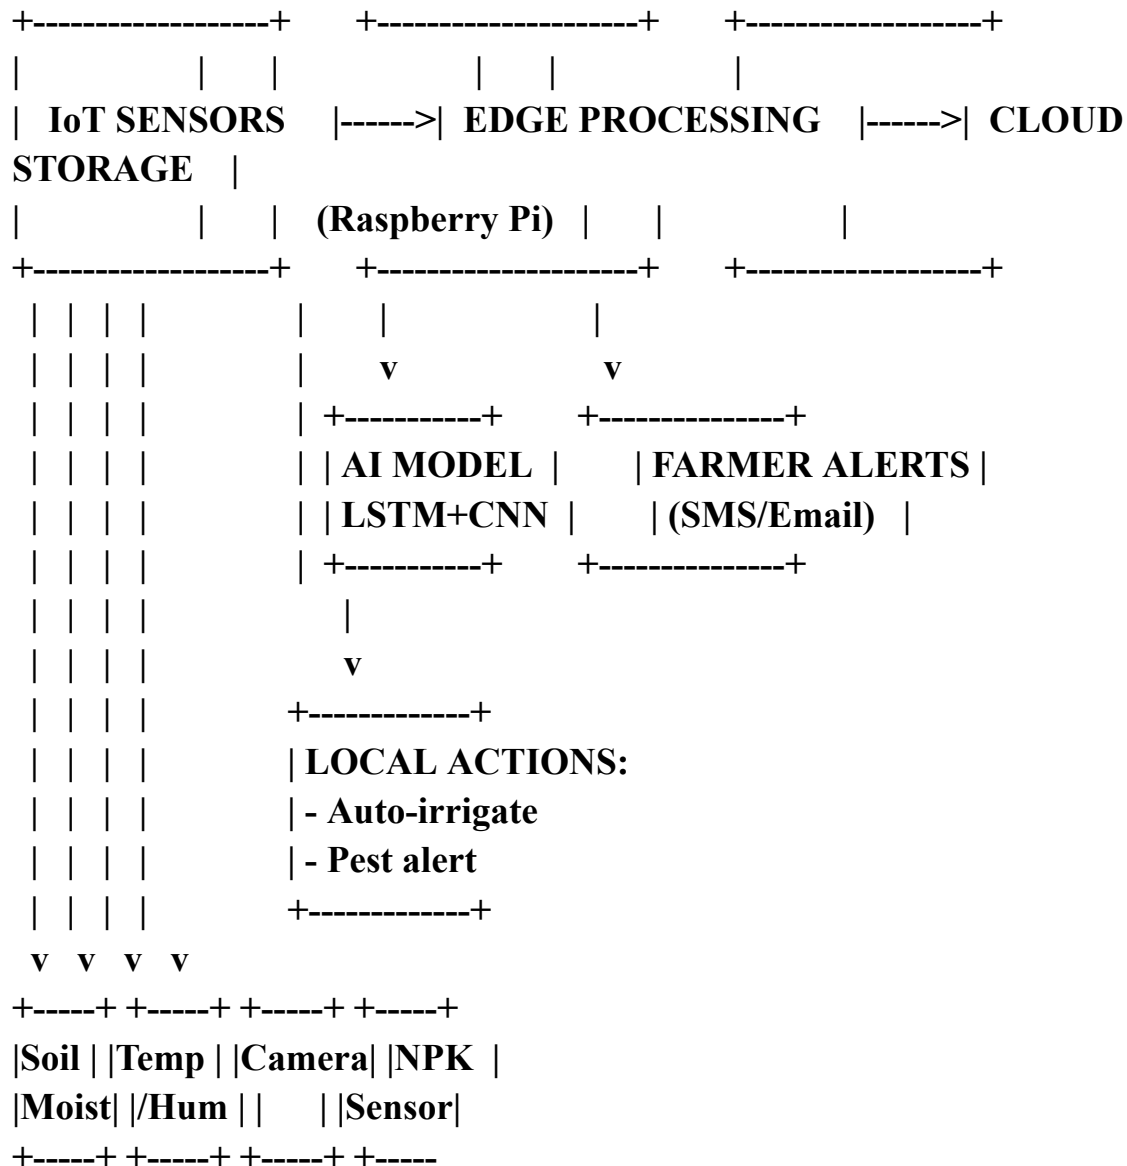 +-------------------+ +---------------------+ +-------------------+
| | | | | |
| IoT SENSORS |------>| EDGE PROCESSING |------>| CLOUD
STORAGE |
| | | (Raspberry Pi) | | |
+-------------------+ +---------------------+ +-------------------+
| | | | | | |
| | | | | v v
| | | | | +-----------+ +---------------+
| | | | | | AI MODEL | | FARMER ALERTS |
| | | | | | LSTM+CNN | | (SMS/Email) |
| | | | | +-----------+ +---------------+
| | | | |
| | | | v
| | | | +-------------+
| | | | | LOCAL ACTIONS:
| | | | | - Auto-irrigate
| | | | | - Pest alert
| | | | +-------------+
v v v v
+-----+ +-----+ +-----+ +-----+
|Soil | |Temp | |Camera| |NPK |
|Moist| |/Hum | | | |Sensor|
+-----+ +-----+ +-----+ +-----